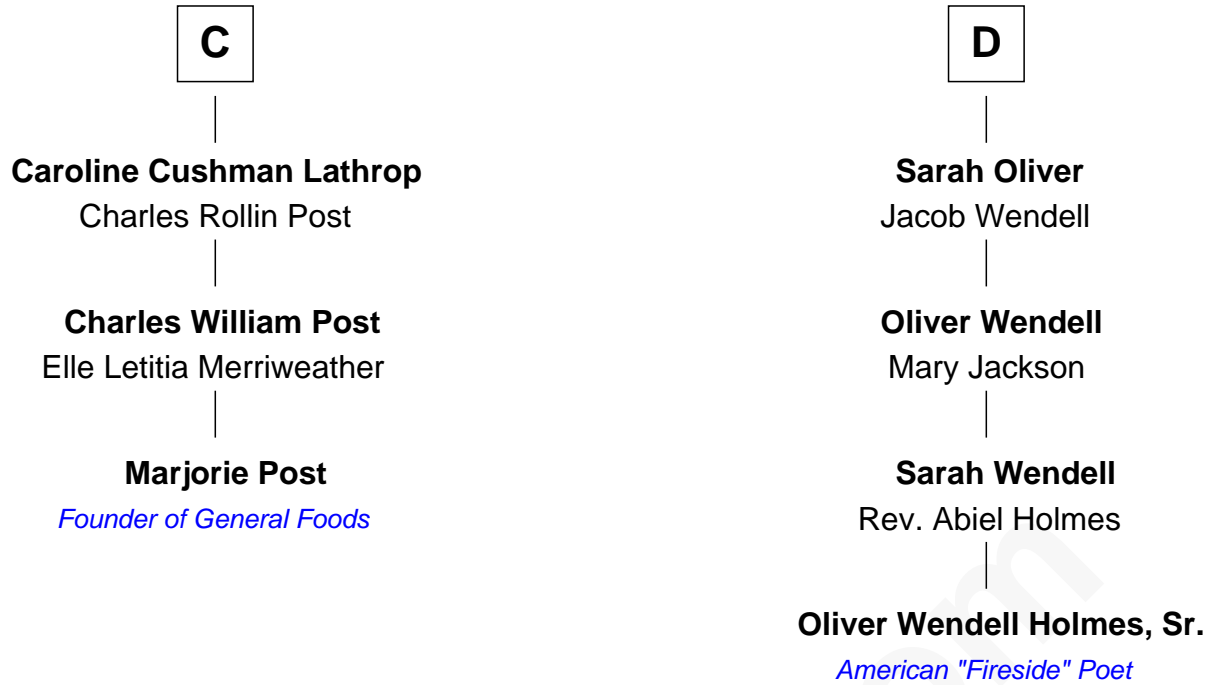 C
Caroline Cushman Lathrop
Charles Rollin Post
Charles William Post
Elle Letitia Merriweather
Marjorie Post
Founder of General Foods
D
Sarah Oliver
Jacob Wendell
Oliver Wendell
Mary Jackson
Sarah Wendell
Rev. Abiel Holmes
Oliver Wendell Holmes, Sr.
American "Fireside" Poet